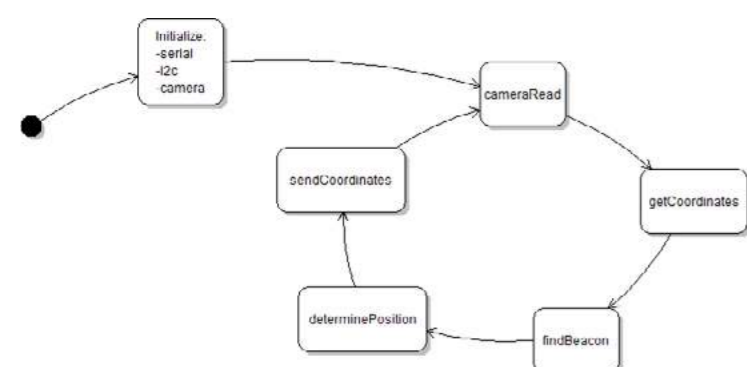 Initialize:
-serial
-i2c
-camera
cameraRead
sendCoordinates
getCoordinates
determinePosition
findBeacon